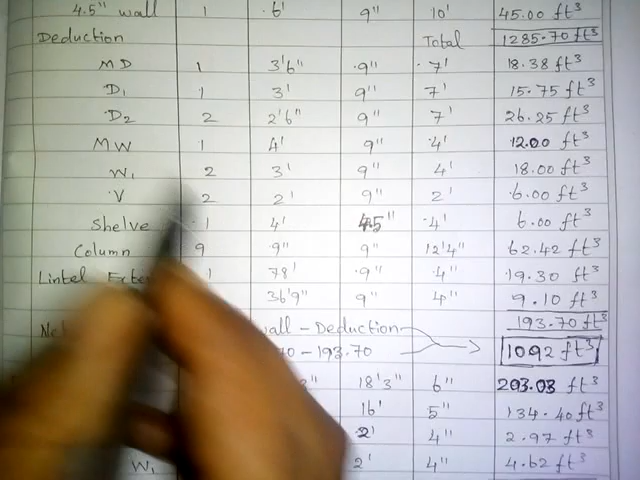 4.5" wall 1 .6' 9" 10' 45.00 ft³
Deduction Total 1285.70 ft³
MD 1 3'6" .9" .7' 18.38 ft³
D₁ 1 3' 9" 7' 15.75 ft³
D₂ 2 2'6" 9" 7' 26.25 ft³
MW 1 4' 9" .4' 12.00 ft³
W₁ 2 3' 9" 4' 18.00 ft³
V 2 2' 9" 2' .6.00 ft³
Shelve 1 4' 4.5" .4' 6.00 ft³
Column 9 .9" 9" 12'4" 62.42 ft³
Lintel 1 78' .9" .4" .19.30 ft³
36'9" 9" 4" 9.10 ft³
193.70 ft³
wall - Deduction
- 193.70 1092 ft³
18'3" 6" 203.03 ft³
16' 5" 134.40 ft³
.2' 4" 2.97 ft³
W₁ 2' 4" 4.62 ft³